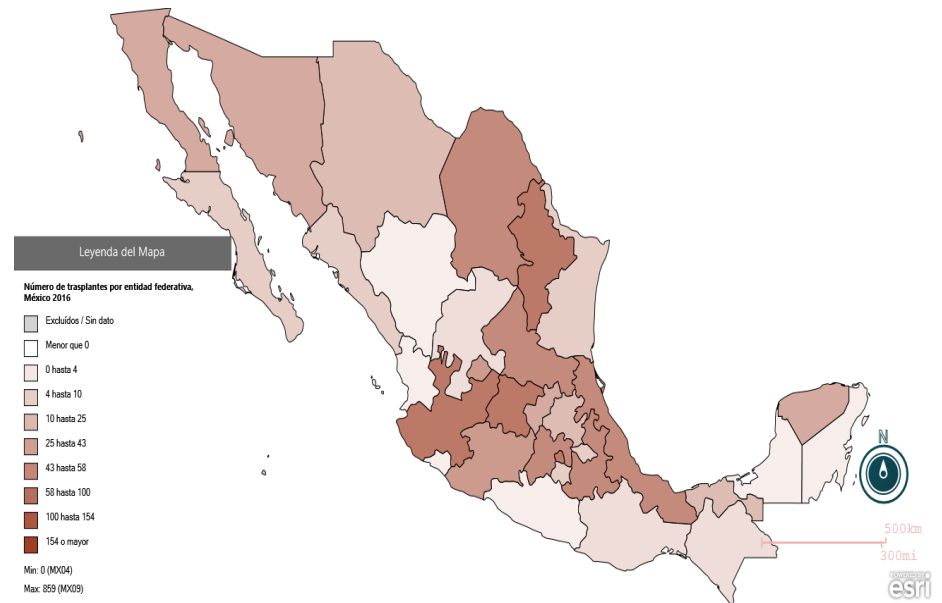 Leyenda del Mapa
Número de trasplantes por entidad federativa,
México 2016
Excluídos / Sin dato
Menor que 0
0 hasta 4
4 hasta 10
10 hasta 25
25 hasta 43
43 hasta 58
58 hasta 100
100 hasta 154
154 o mayor
Min: 0 (MX04)
Max: 859 (MX09)
N
500km
300mi
POWERED BY
esri